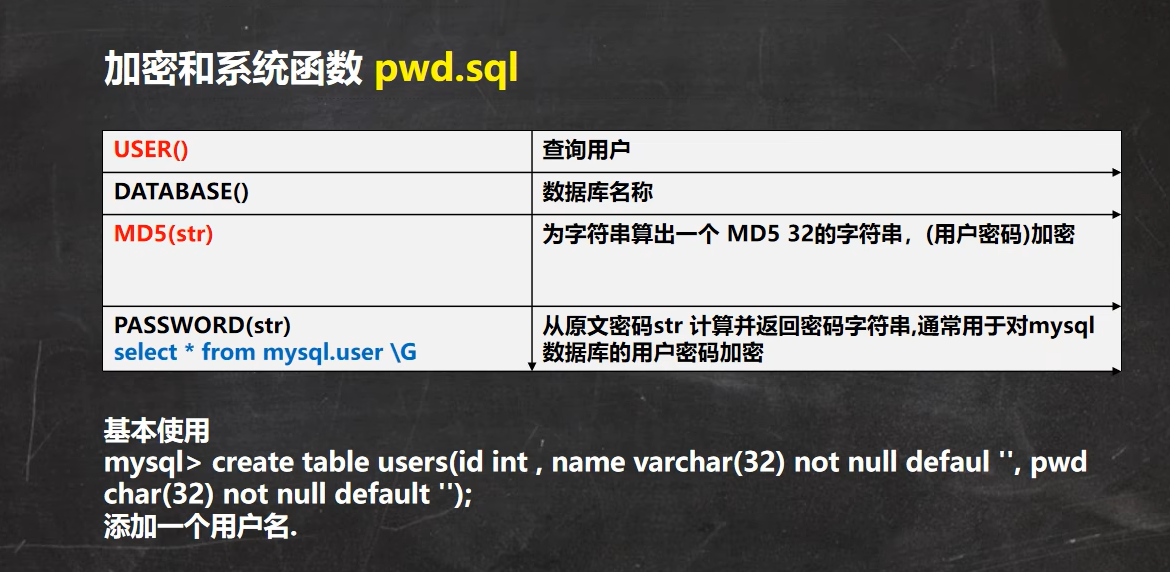 加密和系统函数 pwd.sql
USER()
查询用户
DATABASE()
数据库名称
MD5(str)
为字符串算出一个 MD5 32的字符串，(用户密码)加密
PASSWORD(str)
select * from mysql.user \G
从原文密码str 计算并返回密码字符串,通常用于对mysql
数据库的用户密码加密
基本使用
mysql> create table users(id int , name varchar(32) not null defaul '', pwd
char(32) not null default '');
添加一个用户名.